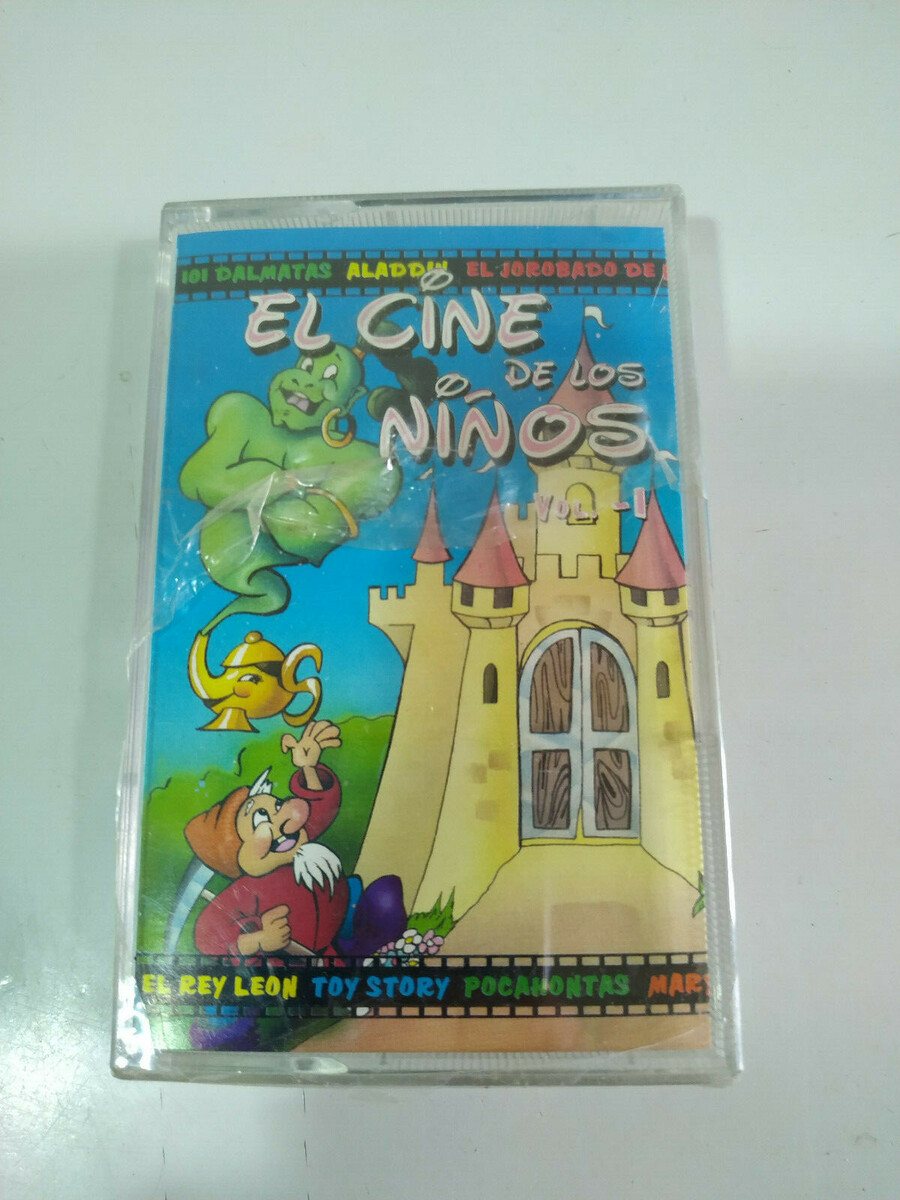 101 DALMATAS ALADDIN EL JOROBADO DE
EL CINE
DE LOS
NIÑOS
VOL. -1
EL REY LEON TOY STORY POCAHONTAS MARY